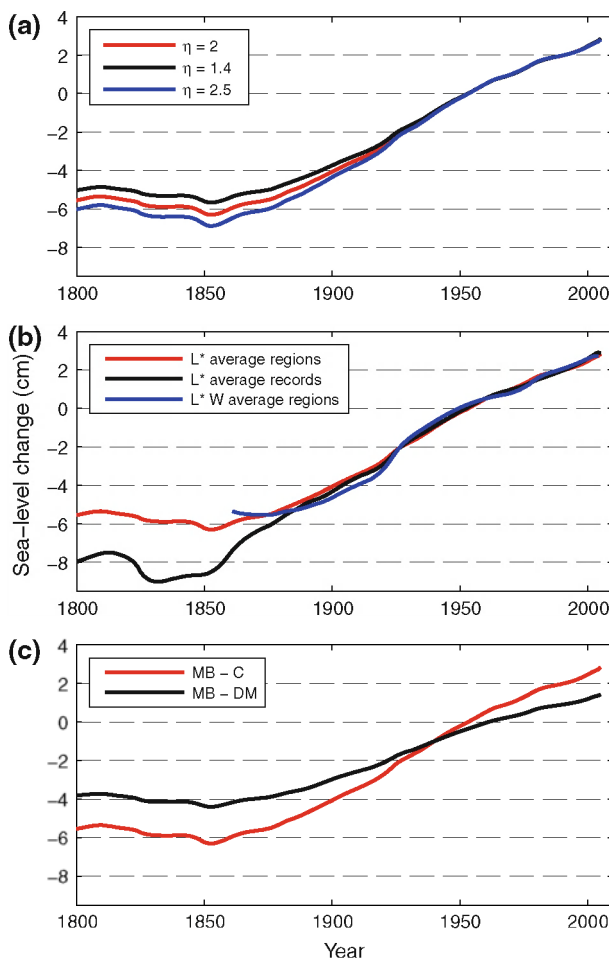 (a)
4
2
0
−2
−4
−6
−8
η = 2
η = 1.4
η = 2.5
1800 1850 1900 1950 2000
(b)
4
2
0
−2
−4
−6
−8
L* average regions
L* average records
L* W average regions
Sea−level change (cm)
1800 1850 1900 1950 2000
(c)
4
2
0
−2
−4
−6
−8
MB − C
MB − DM
1800 1850 1900 1950 2000
Year